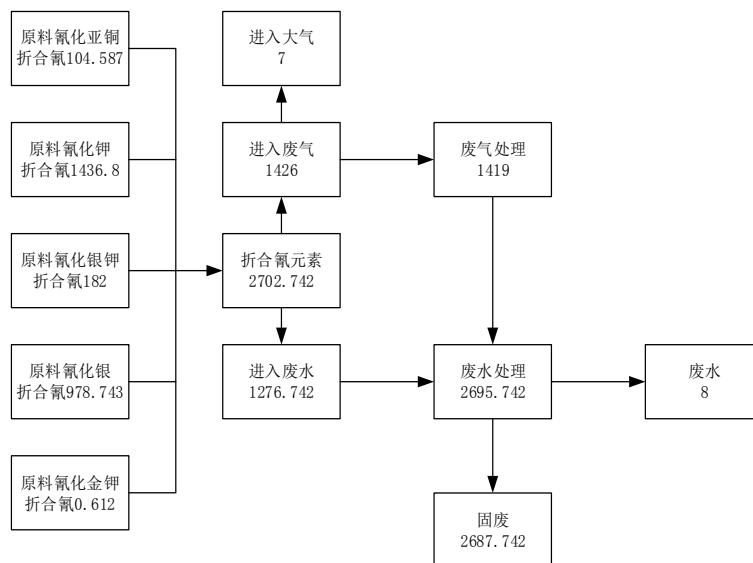 原料氰化亚铜
折合氰104.587
进入大气
7
原料氰化钾
折合氰1436.8
进入废气
1426
废气处理
1419
原料氰化银钾
折合氰182
折合氰元素
2702.742
原料氰化银
折合氰978.743
进入废水
1276.742
废水处理
2695.742
废水
8
原料氰化金钾
折合氰0.612
固废
2687.742